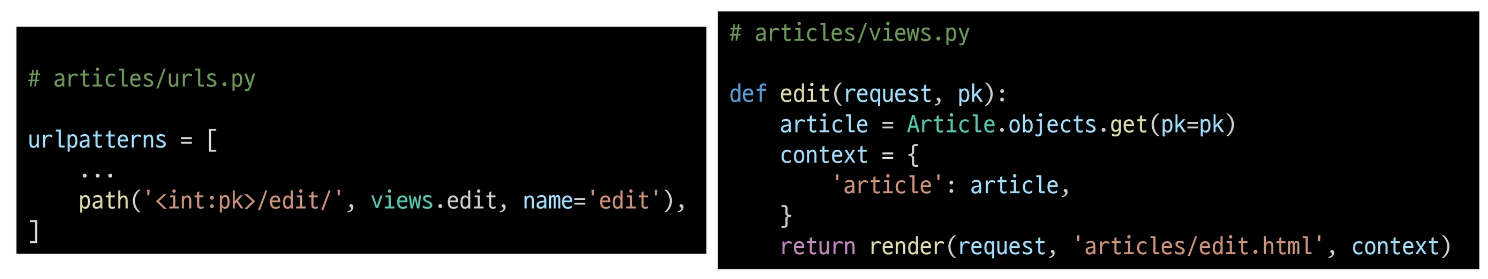 # articles/urls.py
urlpatterns = [
    ...
    path('<int:pk>/edit/', views.edit, name='edit'),
]
# articles/views.py
def edit(request, pk):
    article = Article.objects.get(pk=pk)
    context = {
        'article': article,
    }
    return render(request, 'articles/edit.html', context)